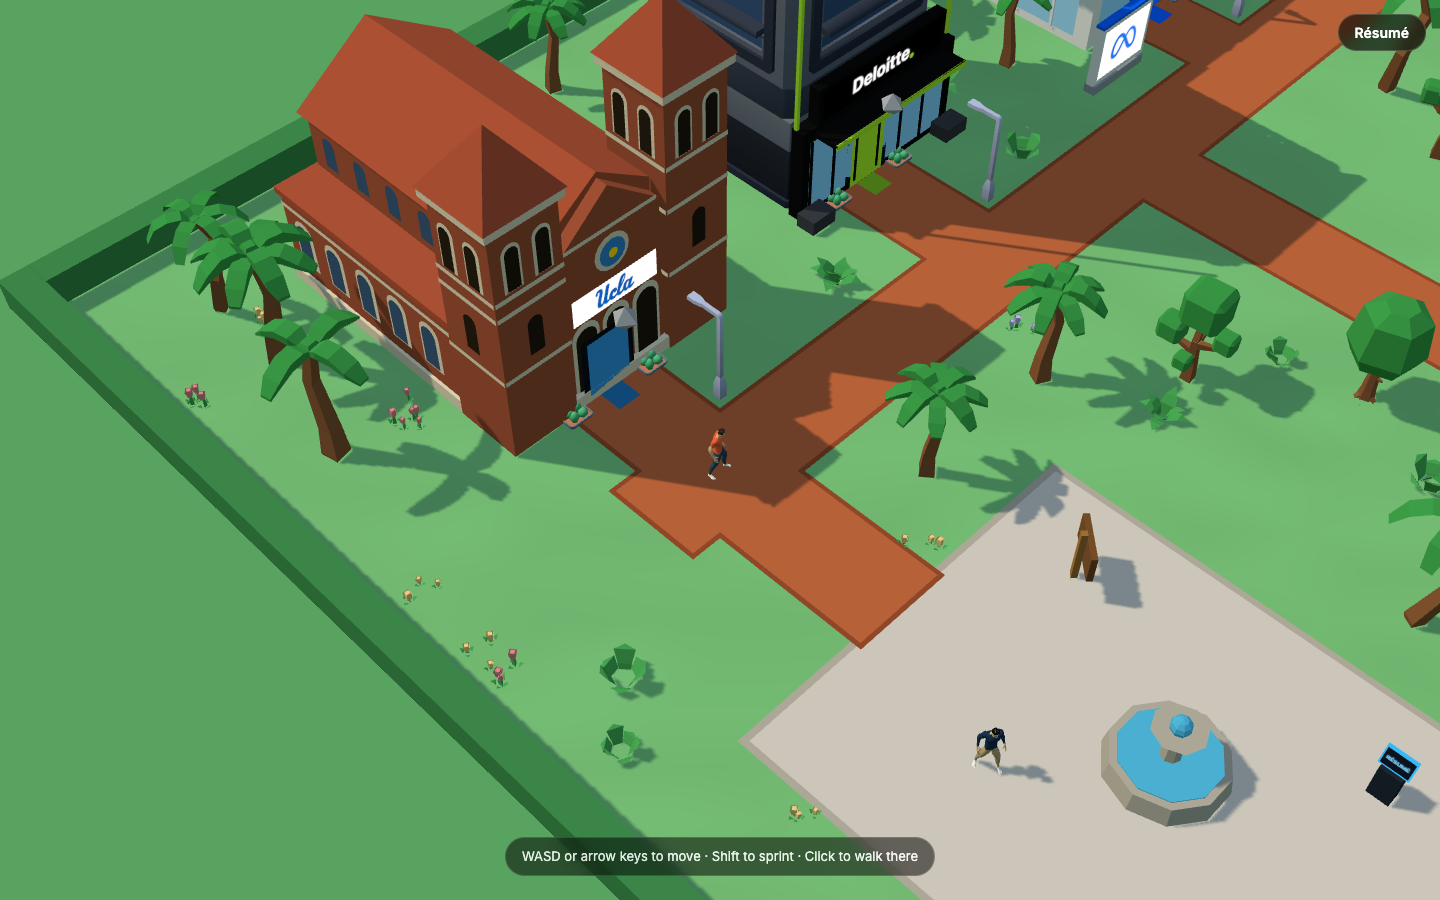 Résumé
Deloitte.
Ucla
WASD or arrow keys to move · Shift to sprint · Click to walk there